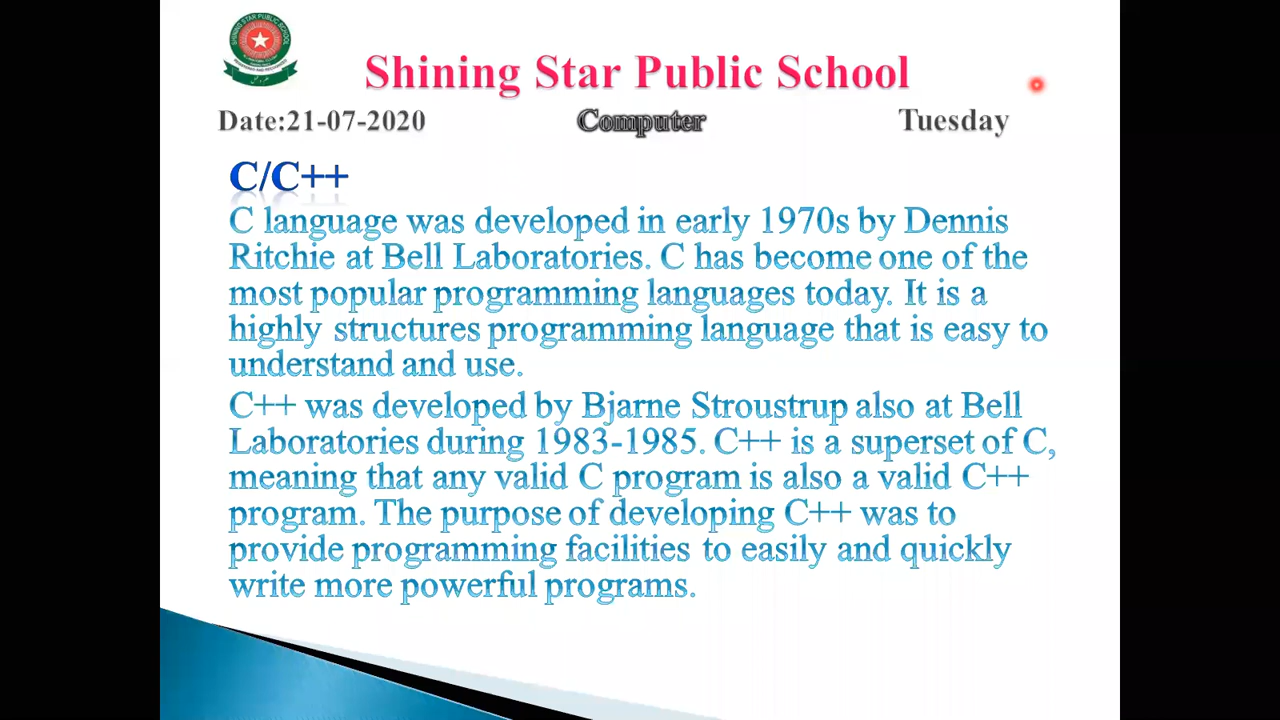 SHINING STAR PUBLIC SCHOOL
Shining Star Public School
Date:21-07-2020 Computer Tuesday
C/C++
C language was developed in early 1970s by Dennis
Ritchie at Bell Laboratories. C has become one of the
most popular programming languages today. It is a
highly structures programming language that is easy to
understand and use.
C++ was developed by Bjarne Stroustrup also at Bell
Laboratories during 1983-1985. C++ is a superset of C,
meaning that any valid C program is also a valid C++
program. The purpose of developing C++ was to
provide programming facilities to easily and quickly
write more powerful programs.